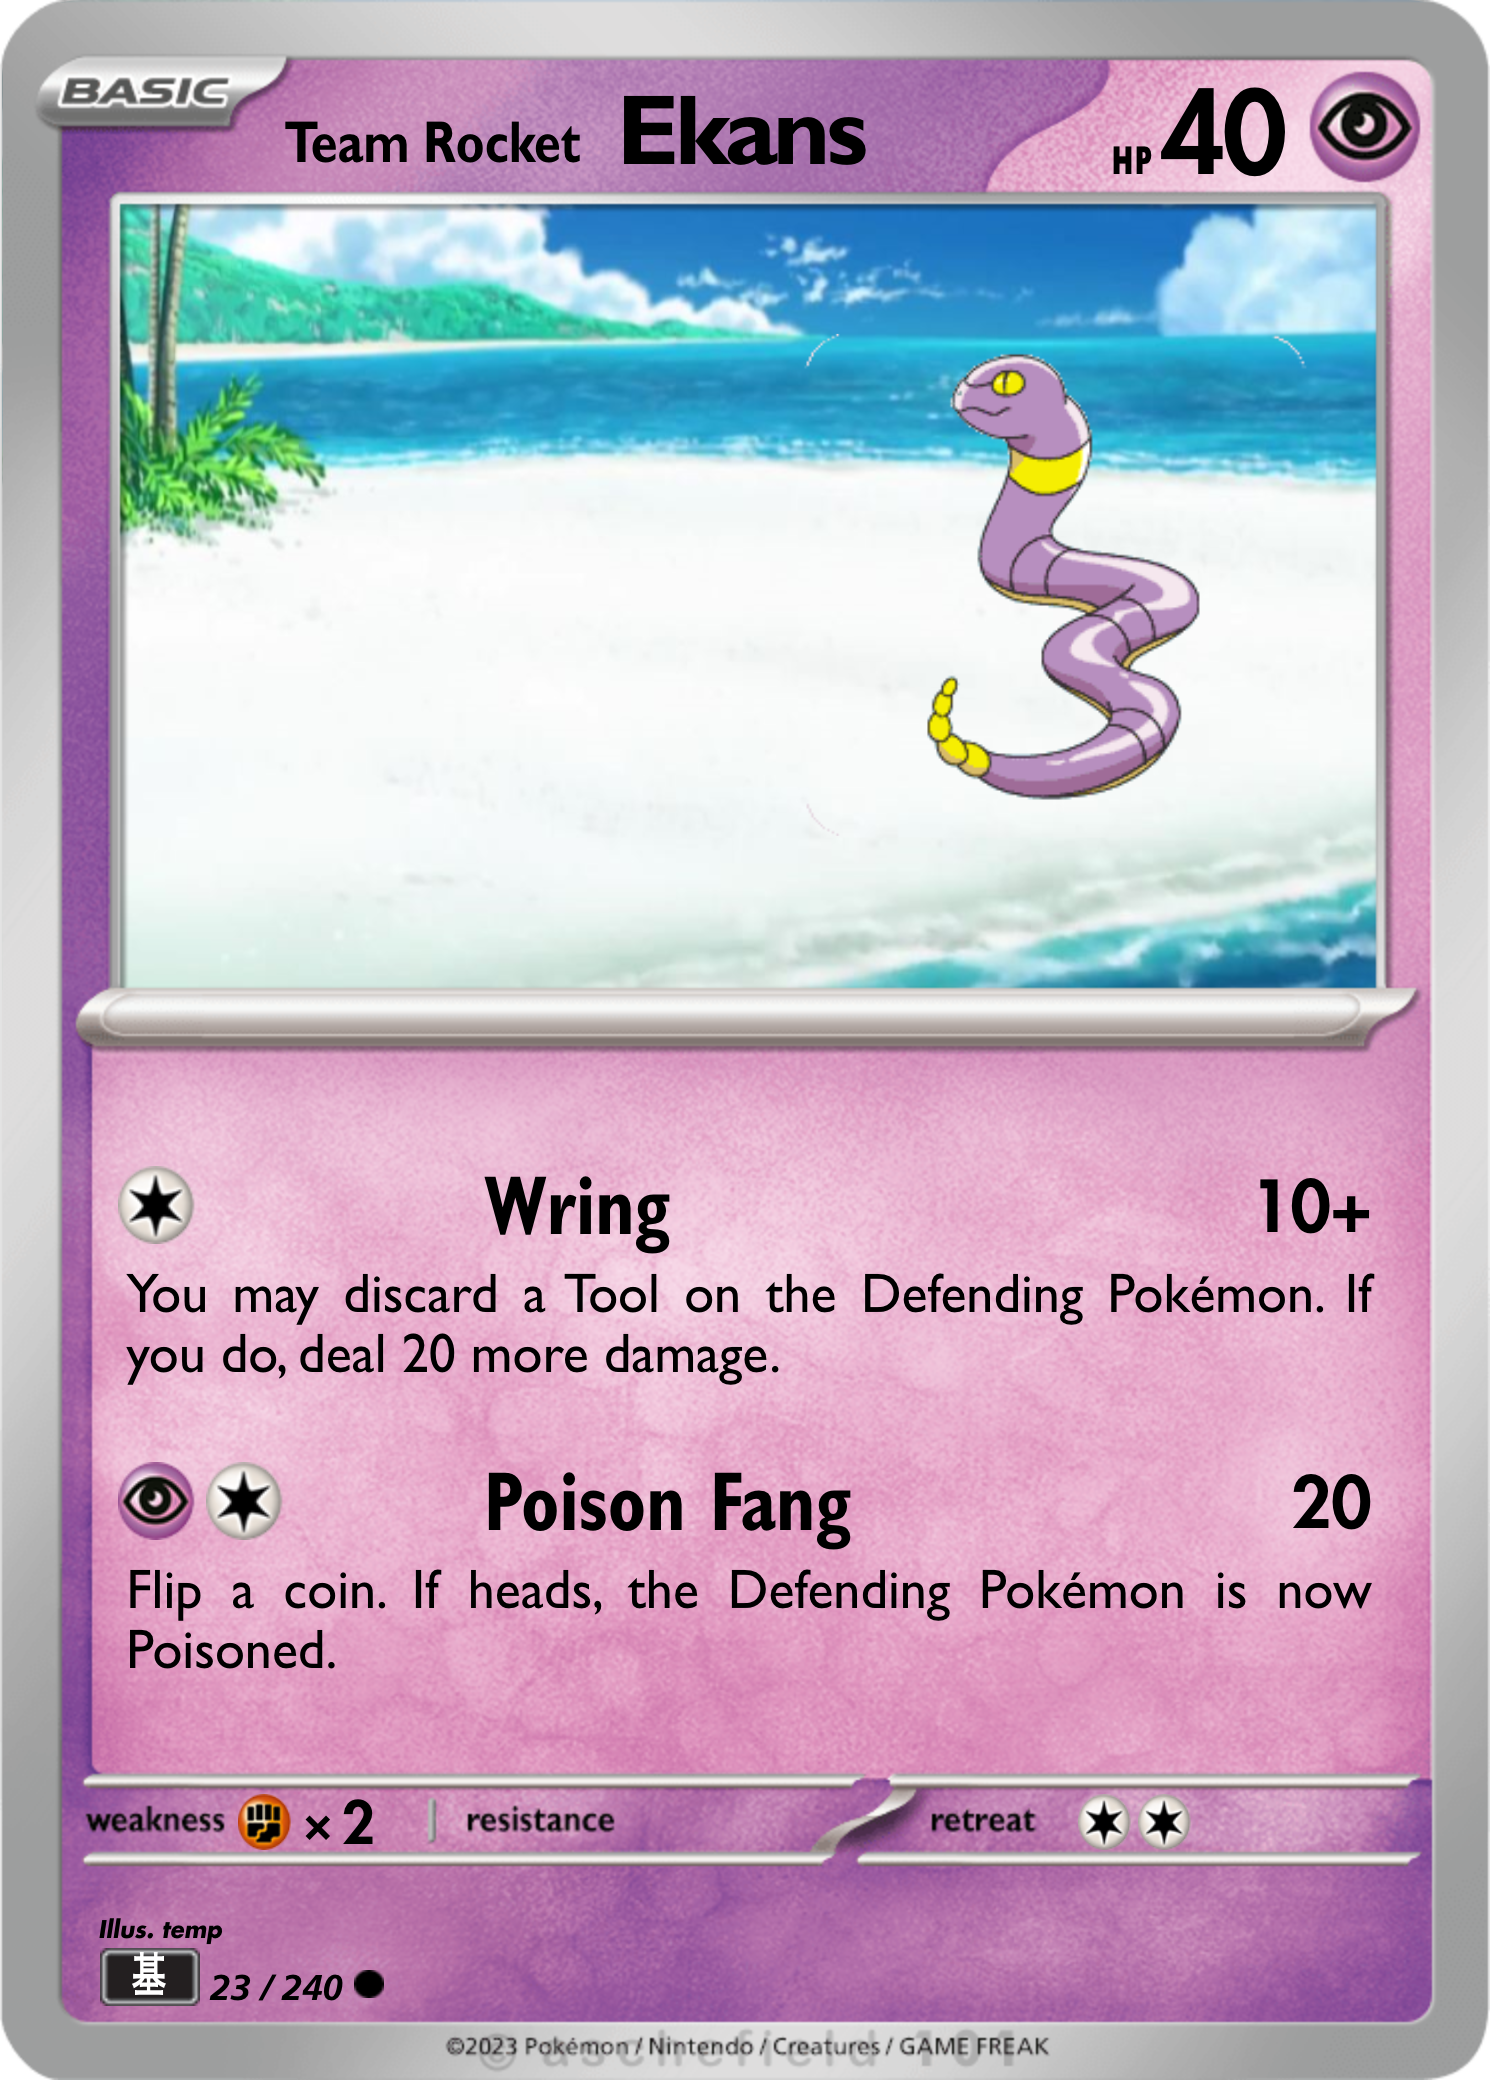 BASIC
Team Rocket Ekans HP 40
Wring 10+
You may discard a Tool on the Defending Pokémon. If
you do, deal 20 more damage.
Poison Fang 20
Flip a coin. If heads, the Defending Pokémon is now
Poisoned.
weakness × 2 resistance retreat
Illus. temp
基 23 / 240
©2023 Pokémon / Nintendo / Creatures / GAME FREAK